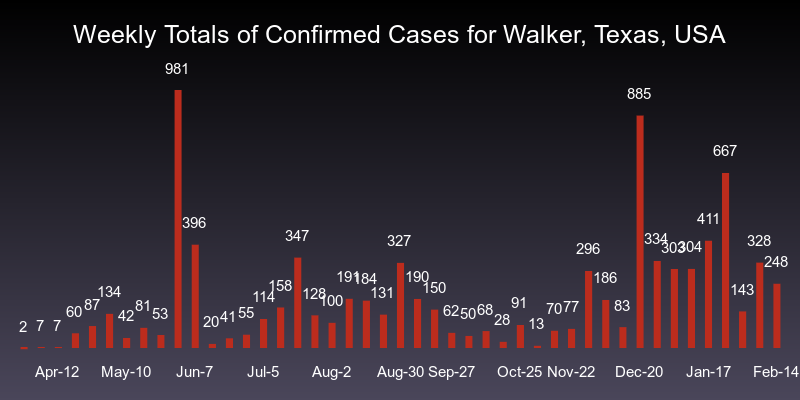 Weekly Totals of Confirmed Cases for Walker, Texas, USA
2 7 7 60 87 134 42 81 53 981 396 20 41 55 114 158 347 128 100 191 184 131 327 190 150 62 50 68 28 91 13 70 77 296 186 83 885 334 303 304 411 667 143 328 248
Apr-12 May-10 Jun-7 Jul-5 Aug-2 Aug-30 Sep-27 Oct-25 Nov-22 Dec-20 Jan-17 Feb-14